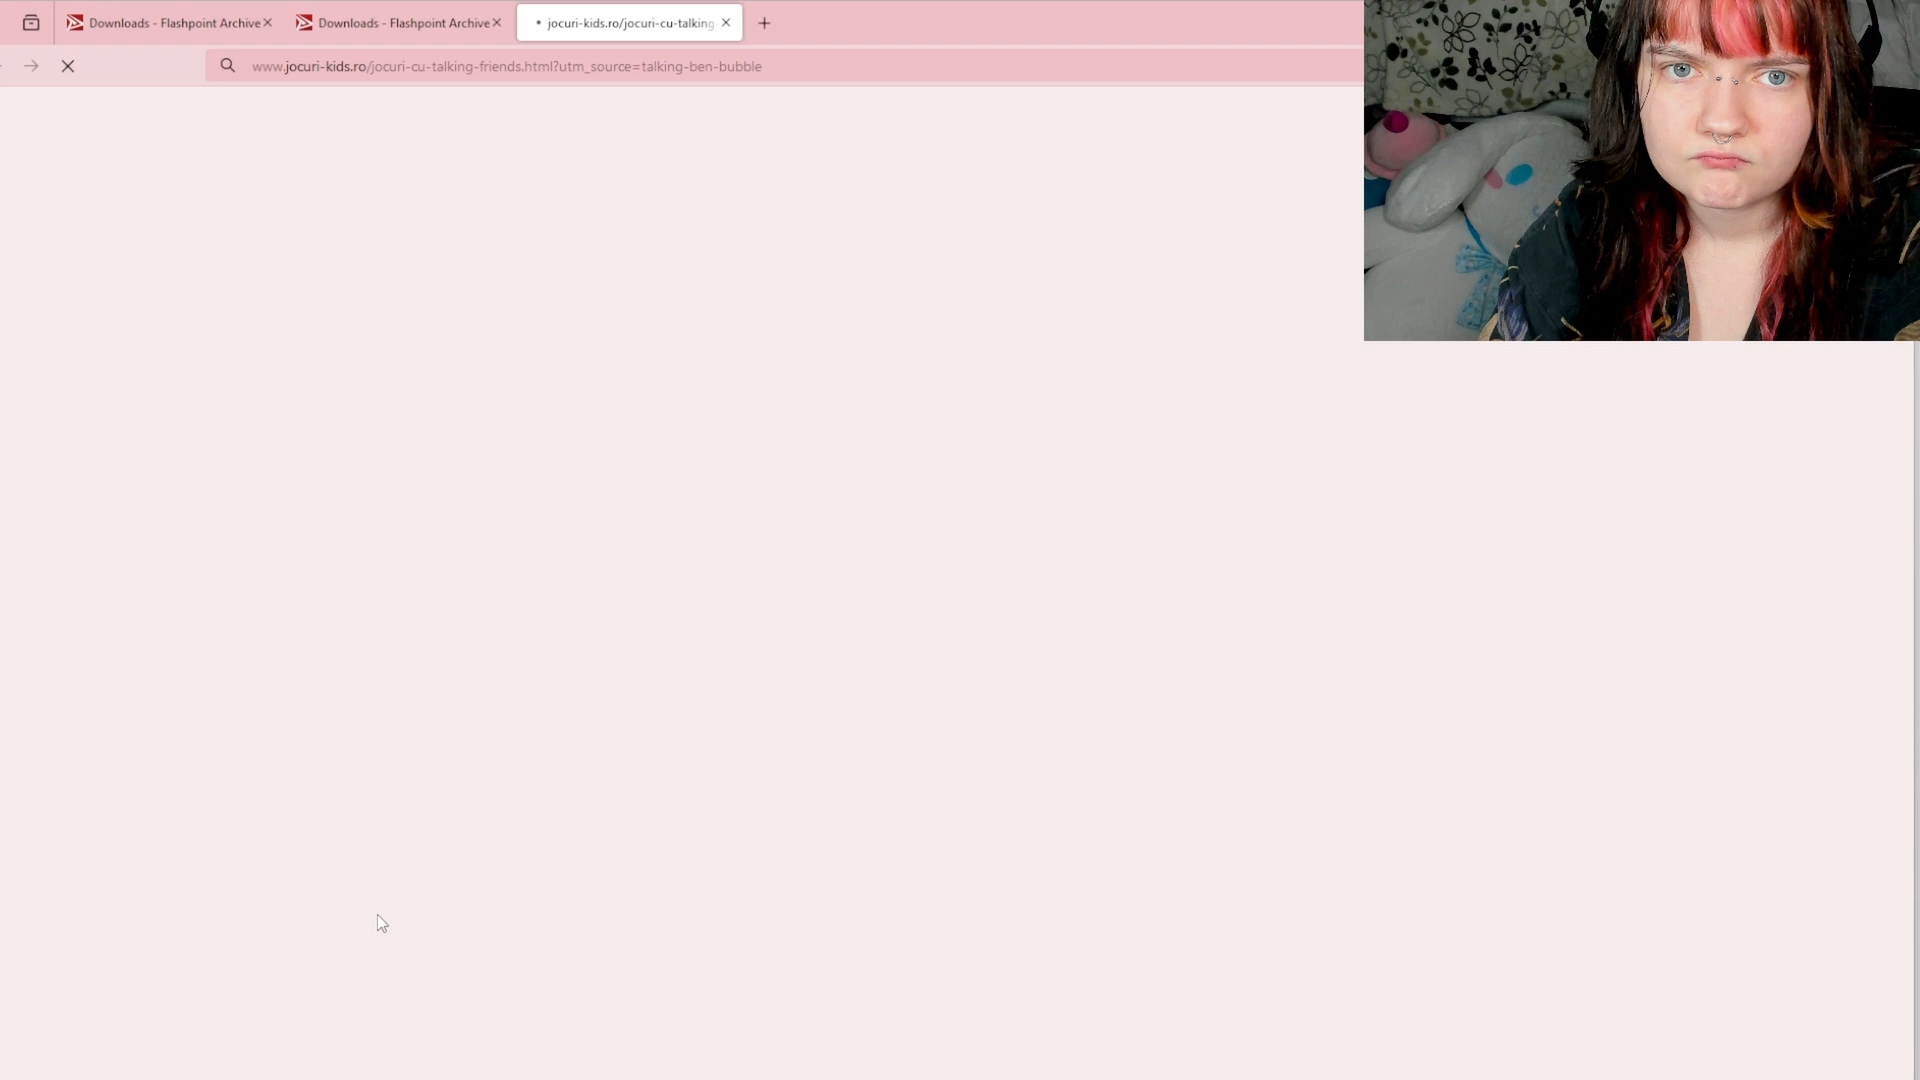 Downloads - Flashpoint Archive
Downloads - Flashpoint Archive
jocuri-kids.ro/jocuri-cu-talking
www.jocuri-kids.ro/jocuri-cu-talking-friends.html?utm_source=talking-ben-bubble